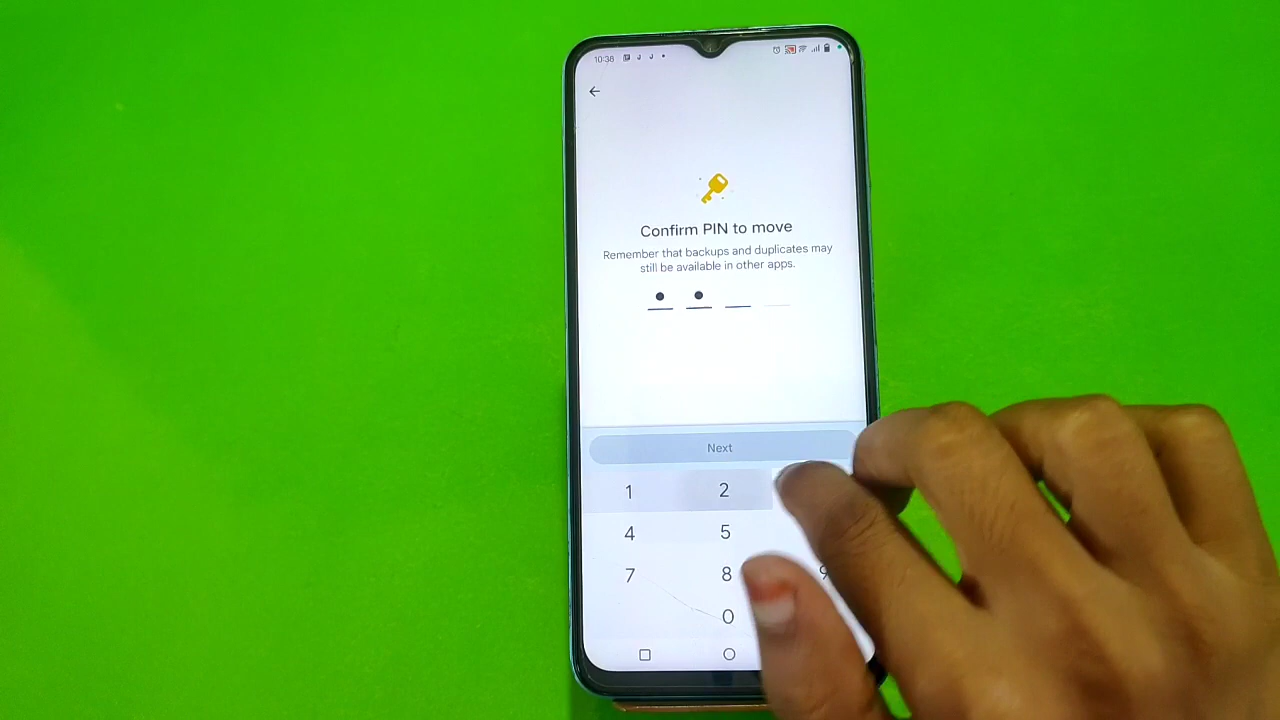 10:38
Confirm PIN to move
Remember that backups and duplicates may
still be available in other apps.
Next
1 2
4 5
7 8 9
0